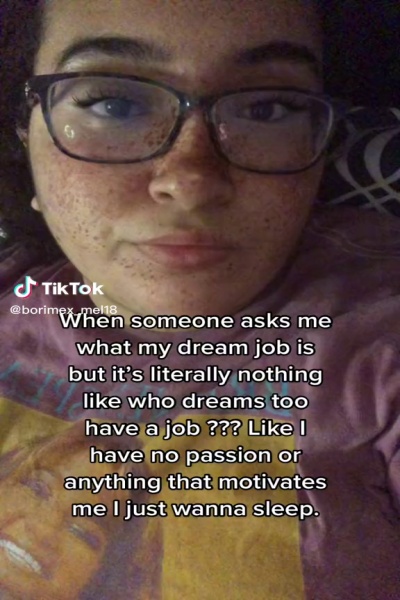 TikTok
@borimex_mel18
When someone asks me
what my dream job is
but it's literally nothing
like who dreams too
have a job ??? Like I
have no passion or
anything that motivates
me I just wanna sleep.